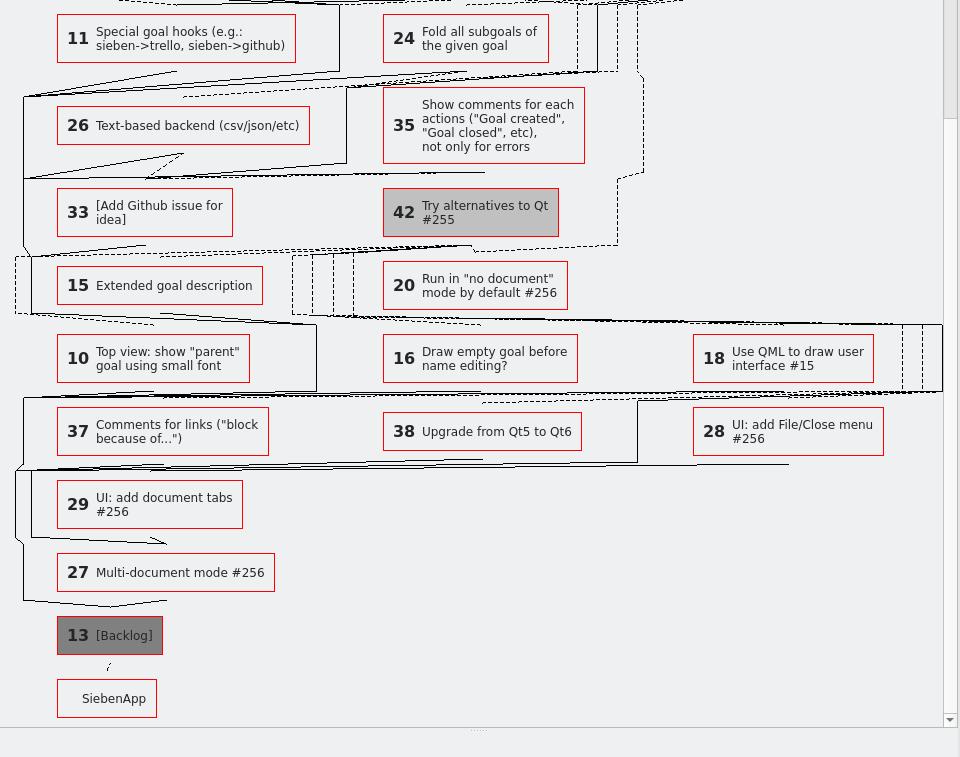 11 Special goal hooks (e.g.:
sieben->trello, sieben->github)
24 Fold all subgoals of
the given goal
26 Text-based backend (csv/json/etc)
35 Show comments for each
actions ("Goal created",
"Goal closed", etc),
not only for errors
33 [Add Github issue for
idea]
42 Try alternatives to Qt
#255
15 Extended goal description
20 Run in "no document"
mode by default #256
10 Top view: show "parent"
goal using small font
16 Draw empty goal before
name editing?
18 Use QML to draw user
interface #15
37 Comments for links ("block
because of...")
38 Upgrade from Qt5 to Qt6
28 UI: add File/Close menu
#256
29 UI: add document tabs
#256
27 Multi-document mode #256
13 [Backlog]
SiebenApp